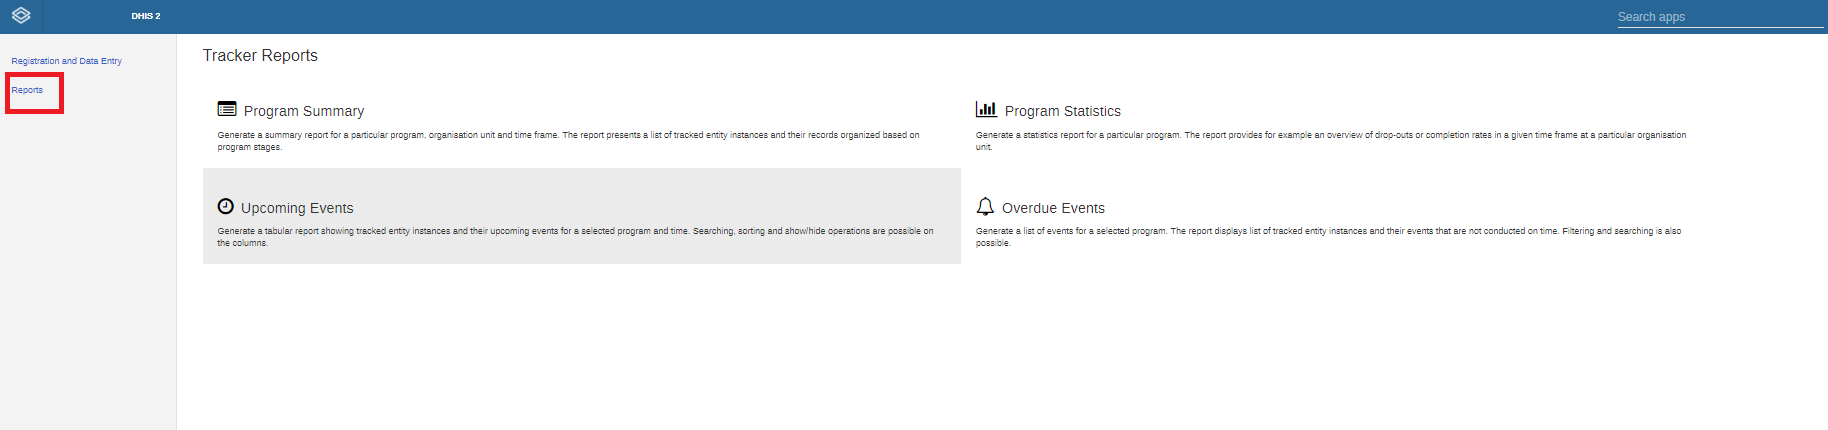 DHIS 2
Search apps
Registration and Data Entry
Reports
Tracker Reports
Program Summary
Generate a summary report for a particular program, organisation unit and time frame. The report presents a list of tracked entity instances and their records organized based on
program stages.
Program Statistics
Generate a statistics report for a particular program. The report provides for example an overview of drop-outs or completion rates in a given time frame at a particular organisation
unit.
Upcoming Events
Generate a tabular report showing tracked entity instances and their upcoming events for a selected program and time. Searching, sorting and show/hide operations are possible on
the columns.
Overdue Events
Generate a list of events for a selected program. The report displays list of tracked entity instances and their events that are not conducted on time. Filtering and searching is also
possible.